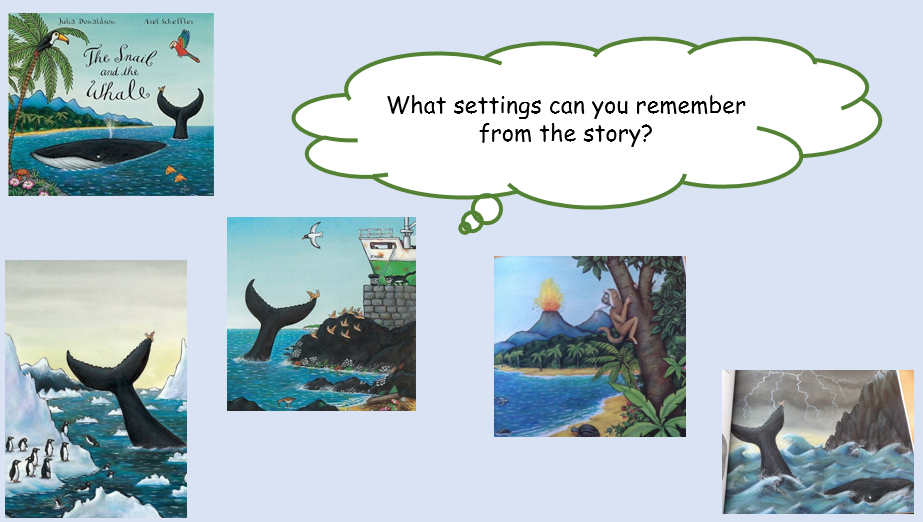 Julia Donaldson Axel Scheffler
The Snail
and the
Whale
What settings can you remember
from the story?